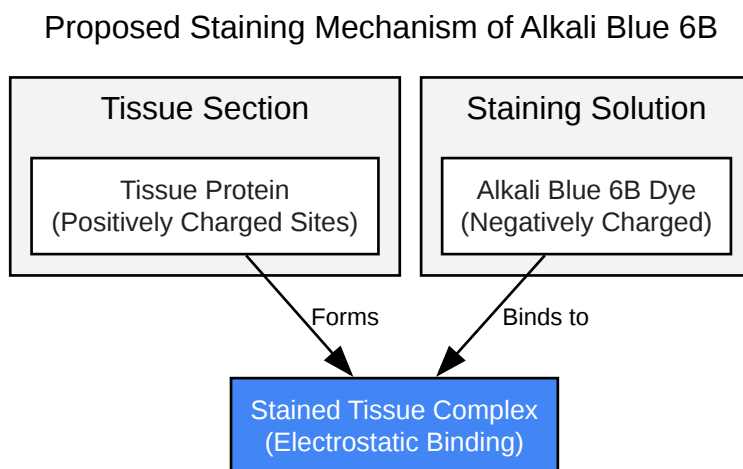 Proposed Staining Mechanism of Alkali Blue 6B
Tissue Section
Tissue Protein
(Positively Charged Sites)
Staining Solution
Alkali Blue 6B Dye
(Negatively Charged)
Forms
Binds to
Stained Tissue Complex
(Electrostatic Binding)